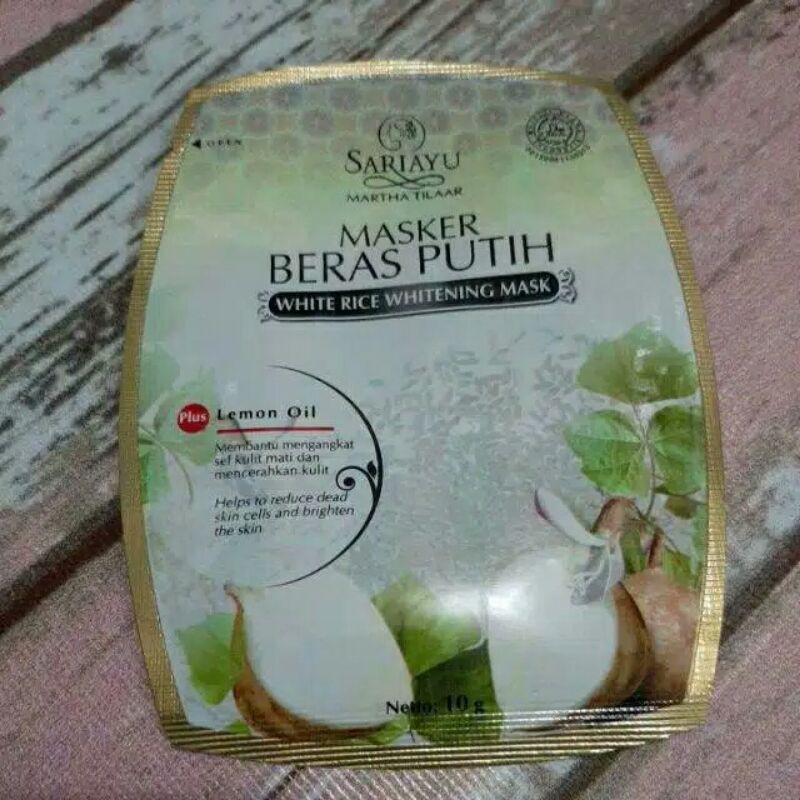 OPEN
SARIAYU
MARTHA TILAAR
MASKER
BERAS PUTIH
WHITE RICE WHITENING MASK
Plus Lemon Oil
Membantu mengangkat
sel kulit mati dan
mencerahkan kulit
Helps to reduce dead
skin cells and brighten
the skin
Netto: 10 g